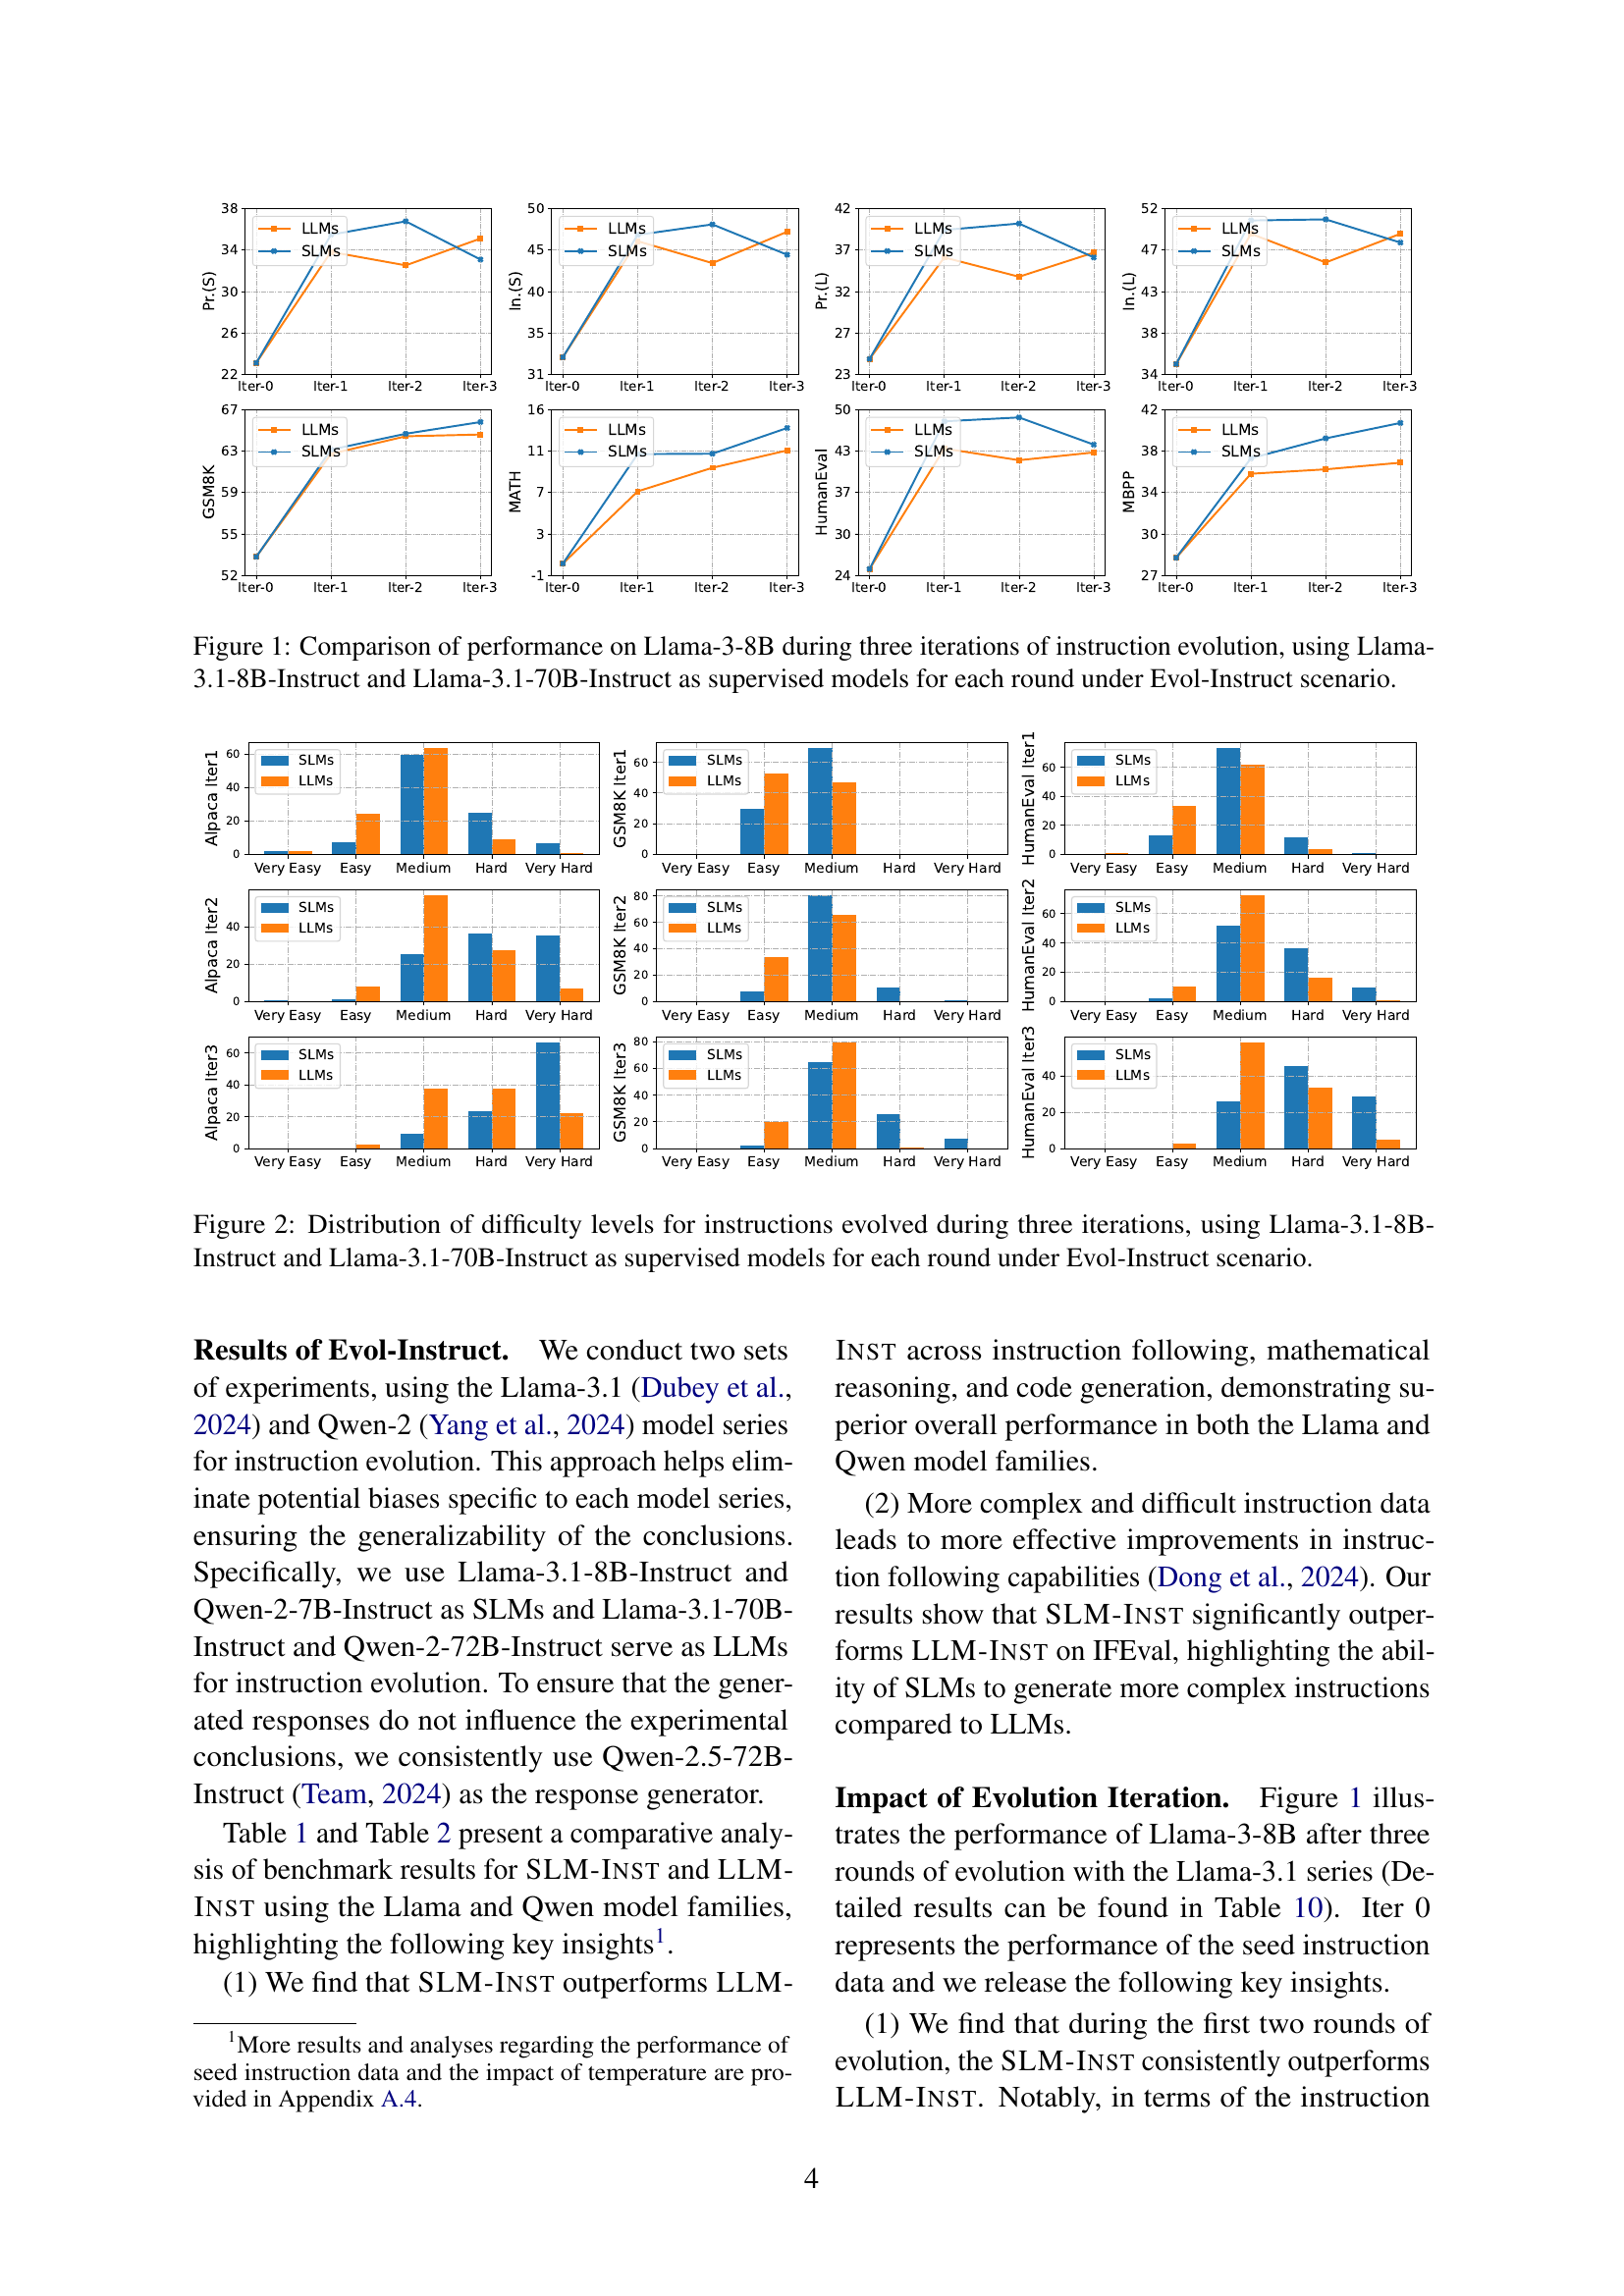 38
34
30
26
22
Pr.(S)
LLMs
SLMs
Iter-0 Iter-1 Iter-2 Iter-3
50
45
40
35
31
In.(S)
LLMs
SLMs
Iter-0 Iter-1 Iter-2 Iter-3
42
37
32
27
23
Pr.(L)
LLMs
SLMs
Iter-0 Iter-1 Iter-2 Iter-3
52
47
43
38
34
In.(L)
LLMs
SLMs
Iter-0 Iter-1 Iter-2 Iter-3
67
63
59
55
52
GSM8K
LLMs
SLMs
Iter-0 Iter-1 Iter-2 Iter-3
16
11
7
3
-1
MATH
LLMs
SLMs
Iter-0 Iter-1 Iter-2 Iter-3
50
43
37
30
24
HumanEval
LLMs
SLMs
Iter-0 Iter-1 Iter-2 Iter-3
42
38
34
30
27
MBPP
LLMs
SLMs
Iter-0 Iter-1 Iter-2 Iter-3
Figure 1: Comparison of performance on Llama-3-8B during three iterations of instruction evolution, using Llama-
3.1-8B-Instruct and Llama-3.1-70B-Instruct as supervised models for each round under Evol-Instruct scenario.
Alpaca Iter1
60
40
20
0
SLMs
LLMs
Very Easy Easy Medium Hard Very Hard
GSM8K Iter1
60
40
20
0
SLMs
LLMs
Very Easy Easy Medium Hard Very Hard
HumanEval Iter1
60
40
20
0
SLMs
LLMs
Very Easy Easy Medium Hard Very Hard
Alpaca Iter2
40
20
0
SLMs
LLMs
Very Easy Easy Medium Hard Very Hard
GSM8K Iter2
80
60
40
20
0
SLMs
LLMs
Very Easy Easy Medium Hard Very Hard
HumanEval Iter2
60
40
20
0
SLMs
LLMs
Very Easy Easy Medium Hard Very Hard
Alpaca Iter3
60
40
20
0
SLMs
LLMs
Very Easy Easy Medium Hard Very Hard
GSM8K Iter3
80
60
40
20
0
SLMs
LLMs
Very Easy Easy Medium Hard Very Hard
HumanEval Iter3
40
20
0
SLMs
LLMs
Very Easy Easy Medium Hard Very Hard
Figure 2: Distribution of difficulty levels for instructions evolved during three iterations, using Llama-3.1-8B-
Instruct and Llama-3.1-70B-Instruct as supervised models for each round under Evol-Instruct scenario.
Results of Evol-Instruct. We conduct two sets
of experiments, using the Llama-3.1 (Dubey et al.,
2024) and Qwen-2 (Yang et al., 2024) model series
for instruction evolution. This approach helps elim-
inate potential biases specific to each model series,
ensuring the generalizability of the conclusions.
Specifically, we use Llama-3.1-8B-Instruct and
Qwen-2-7B-Instruct as SLMs and Llama-3.1-70B-
Instruct and Qwen-2-72B-Instruct serve as LLMs
for instruction evolution. To ensure that the gener-
ated responses do not influence the experimental
conclusions, we consistently use Qwen-2.5-72B-
Instruct (Team, 2024) as the response generator.
Table 1 and Table 2 present a comparative analy-
sis of benchmark results for SLM-INST and LLM-
INST using the Llama and Qwen model families,
highlighting the following key insights1.
(1) We find that SLM-INST outperforms LLM-
1More results and analyses regarding the performance of
seed instruction data and the impact of temperature are pro-
vided in Appendix A.4.
INST across instruction following, mathematical
reasoning, and code generation, demonstrating su-
perior overall performance in both the Llama and
Qwen model families.
(2) More complex and difficult instruction data
leads to more effective improvements in instruc-
tion following capabilities (Dong et al., 2024). Our
results show that SLM-INST significantly outper-
forms LLM-INST on IFEval, highlighting the abil-
ity of SLMs to generate more complex instructions
compared to LLMs.
Impact of Evolution Iteration. Figure 1 illus-
trates the performance of Llama-3-8B after three
rounds of evolution with the Llama-3.1 series (De-
tailed results can be found in Table 10). Iter 0
represents the performance of the seed instruction
data and we release the following key insights.
(1) We find that during the first two rounds of
evolution, the SLM-INST consistently outperforms
LLM-INST. Notably, in terms of the instruction
4